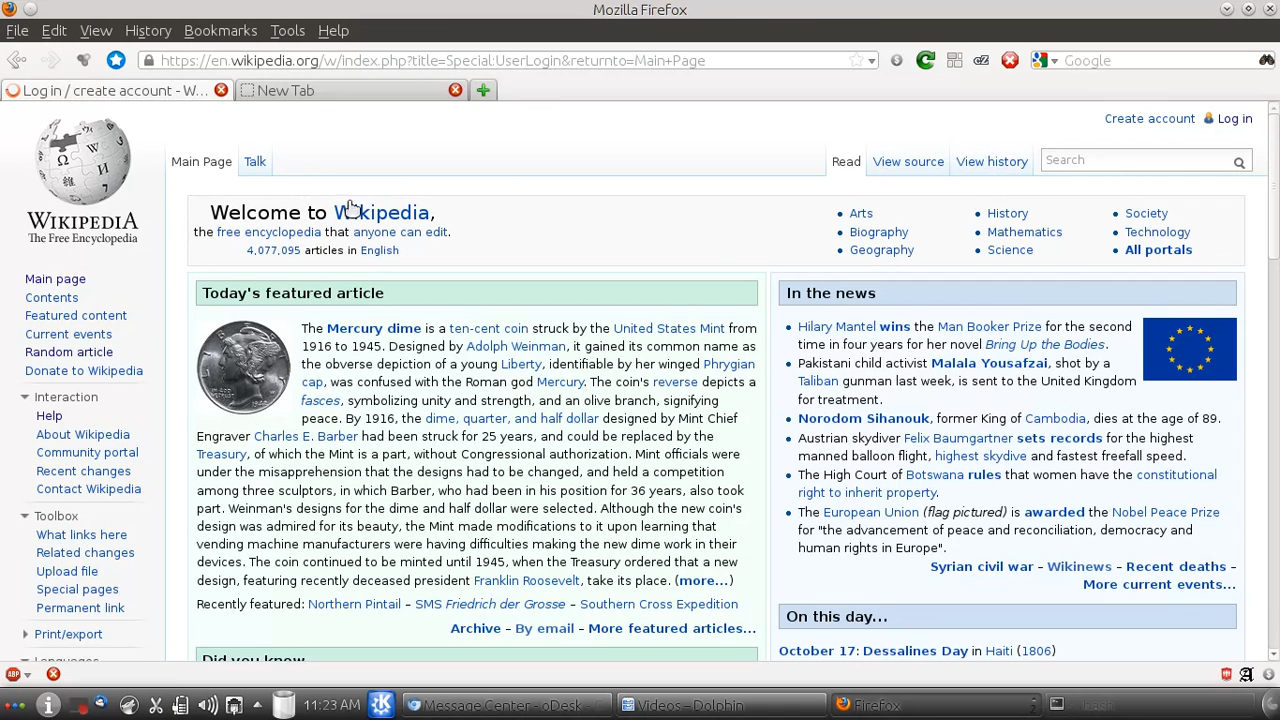 Mozilla Firefox
File Edit View History Bookmarks Tools Help
https://en.wikipedia.org/w/index.php?title=Special:UserLogin&returnto=Main+Page
Google
Log in / create account - W...
New Tab
Create account Log in
Main Page Talk Read View source View history Search
WIKIPEDIA
The Free Encyclopedia
Main page
Contents
Featured content
Current events
Random article
Donate to Wikipedia
Interaction
Help
About Wikipedia
Community portal
Recent changes
Contact Wikipedia
Toolbox
What links here
Related changes
Upload file
Special pages
Permanent link
Print/export
Languages
Welcome to Wikipedia,
the free encyclopedia that anyone can edit.
4,077,095 articles in English
Arts
Biography
Geography
History
Mathematics
Science
Society
Technology
All portals
Today's featured article
The Mercury dime is a ten-cent coin struck by the United States Mint from
1916 to 1945. Designed by Adolph Weinman, it gained its common name as
the obverse depiction of a young Liberty, identifiable by her winged Phrygian
cap, was confused with the Roman god Mercury. The coin's reverse depicts a
fasces, symbolizing unity and strength, and an olive branch, signifying
peace. By 1916, the dime, quarter, and half dollar designed by Mint Chief
Engraver Charles E. Barber had been struck for 25 years, and could be replaced by the
Treasury, of which the Mint is a part, without Congressional authorization. Mint officials were
under the misapprehension that the designs had to be changed, and held a competition
among three sculptors, in which Barber, who had been in his position for 36 years, also took
part. Weinman's designs for the dime and half dollar were selected. Although the new coin's
design was admired for its beauty, the Mint made modifications to it upon learning that
vending machine manufacturers were having difficulties making the new dime work in their
devices. The coin continued to be minted until 1945, when the Treasury ordered that a new
design, featuring recently deceased president Franklin Roosevelt, take its place. (more...)
Recently featured: Northern Pintail – SMS Friedrich der Grosse – Southern Cross Expedition
Archive – By email – More featured articles...
Did you know...
In the news
Hilary Mantel wins the Man Booker Prize for the second
time in four years for her novel Bring Up the Bodies.
Pakistani child activist Malala Yousafzai, shot by a
Taliban gunman last week, is sent to the United Kingdom
for treatment.
Norodom Sihanouk, former King of Cambodia, dies at the age of 89.
Austrian skydiver Felix Baumgartner sets records for the highest
manned balloon flight, highest skydive and fastest freefall speed.
The High Court of Botswana rules that women have the constitutional
right to inherit property.
The European Union (flag pictured) is awarded the Nobel Peace Prize
for "the advancement of peace and reconciliation, democracy and
human rights in Europe".
Syrian civil war – Wikinews – Recent deaths –
More current events...
On this day...
October 17: Dessalines Day in Haiti (1806)
ABP
11:23 AM
Message Center - oDesk -
Videos – Dolphin
Firefox
2